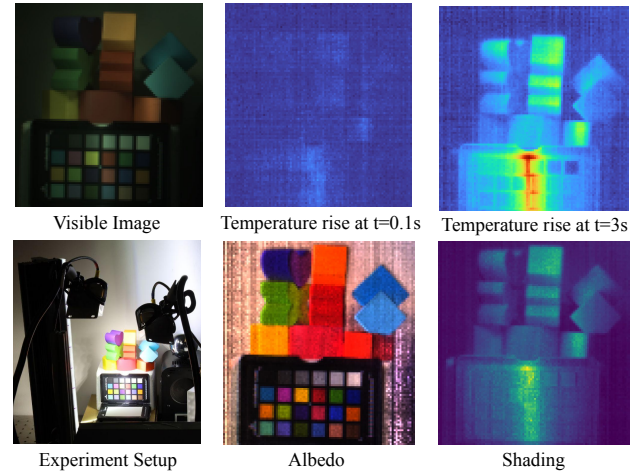 Visible Image
Temperature rise at t=0.1s
Temperature rise at t=3s
Experiment Setup
Albedo
Shading